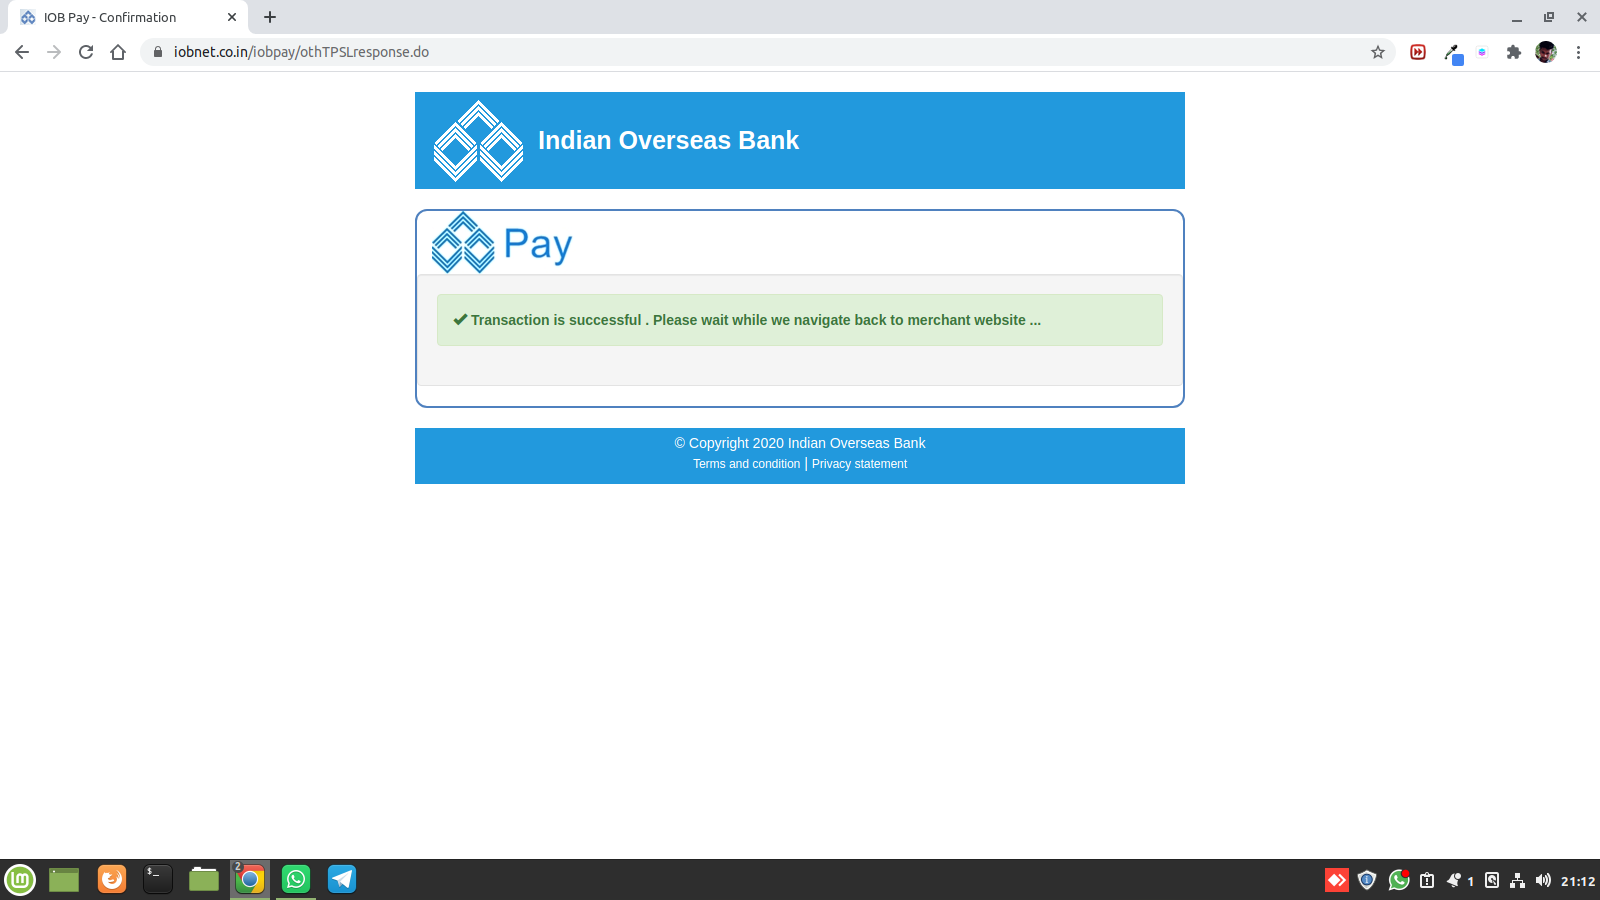 IOB Pay - Confirmation
iobnet.co.in/iobpay/othTPSLresponse.do
Indian Overseas Bank
Pay
Transaction is successful . Please wait while we navigate back to merchant website ...
© Copyright 2020 Indian Overseas Bank
Terms and condition | Privacy statement
$_
2
1
21:12